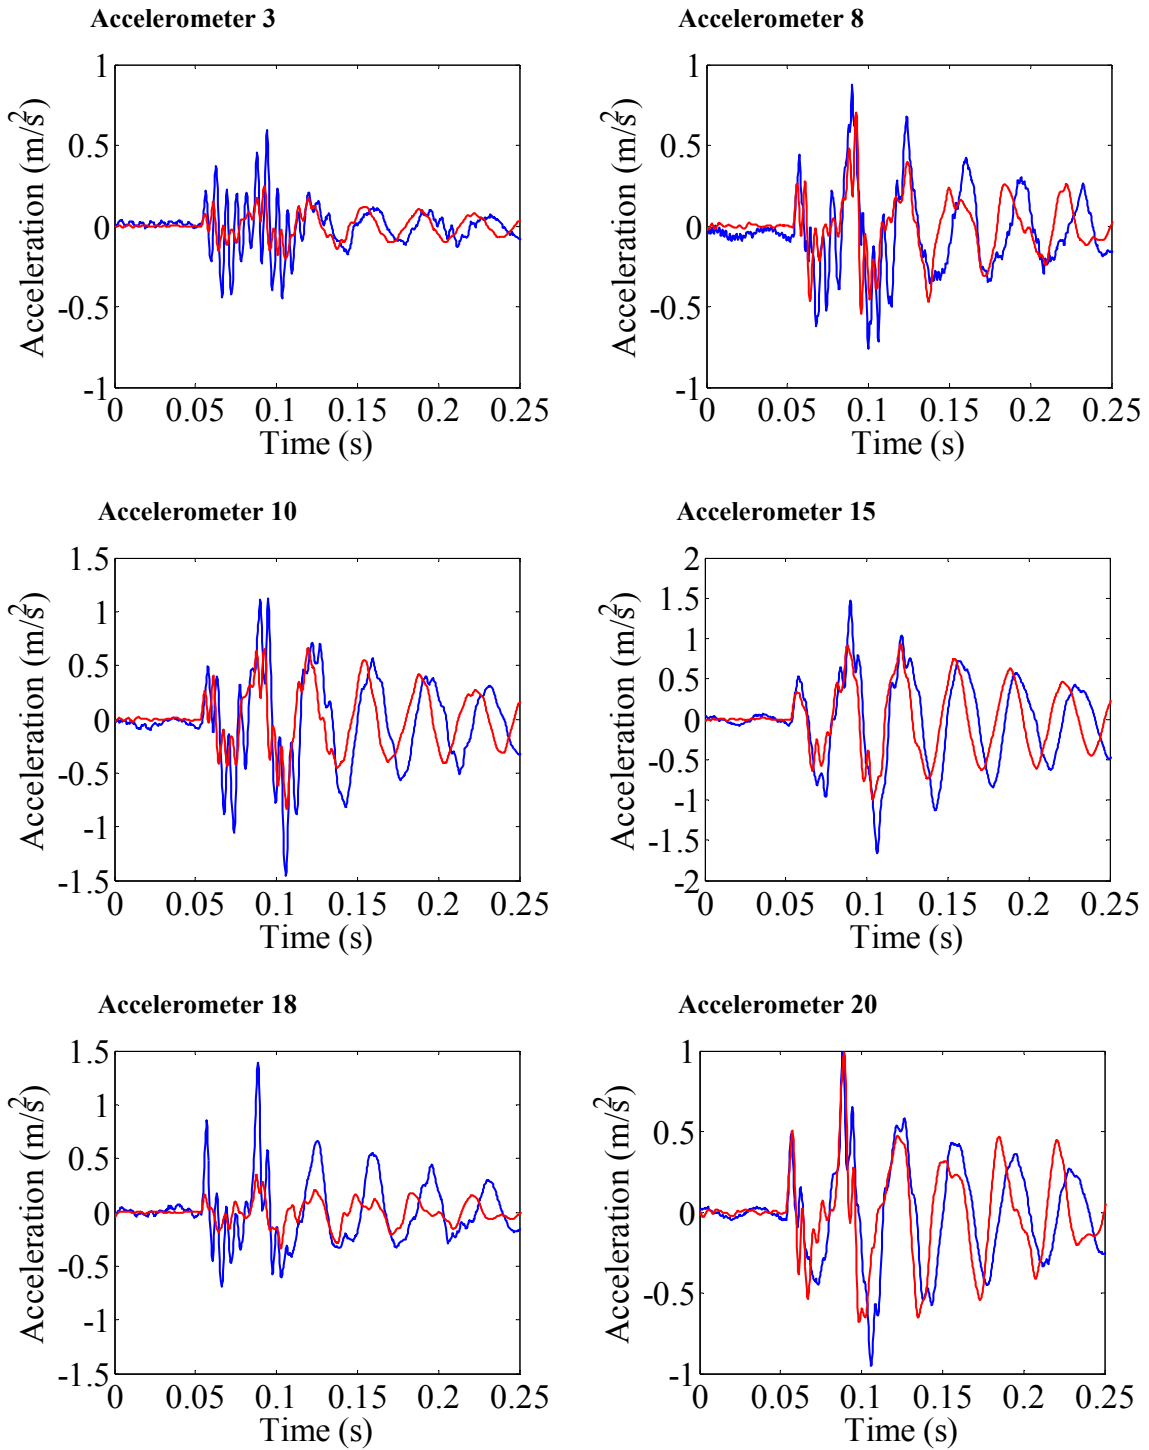 Accelerometer 3
1
0.5
0
-0.5
-1
0 0.05 0.1 0.15 0.2 0.25
Acceleration (m/s²)
Time (s)
Accelerometer 8
1
0.5
0
-0.5
-1
0 0.05 0.1 0.15 0.2 0.25
Acceleration (m/s²)
Time (s)
Accelerometer 10
1.5
1
0.5
0
-0.5
-1
-1.5
0 0.05 0.1 0.15 0.2 0.25
Acceleration (m/s²)
Time (s)
Accelerometer 15
2
1.5
1
0.5
0
-0.5
-1
-1.5
-2
0 0.05 0.1 0.15 0.2 0.25
Acceleration (m/s²)
Time (s)
Accelerometer 18
1.5
1
0.5
0
-0.5
-1
-1.5
0 0.05 0.1 0.15 0.2 0.25
Acceleration (m/s²)
Time (s)
Accelerometer 20
1
0.5
0
-0.5
-1
0 0.05 0.1 0.15 0.2 0.25
Acceleration (m/s²)
Time (s)